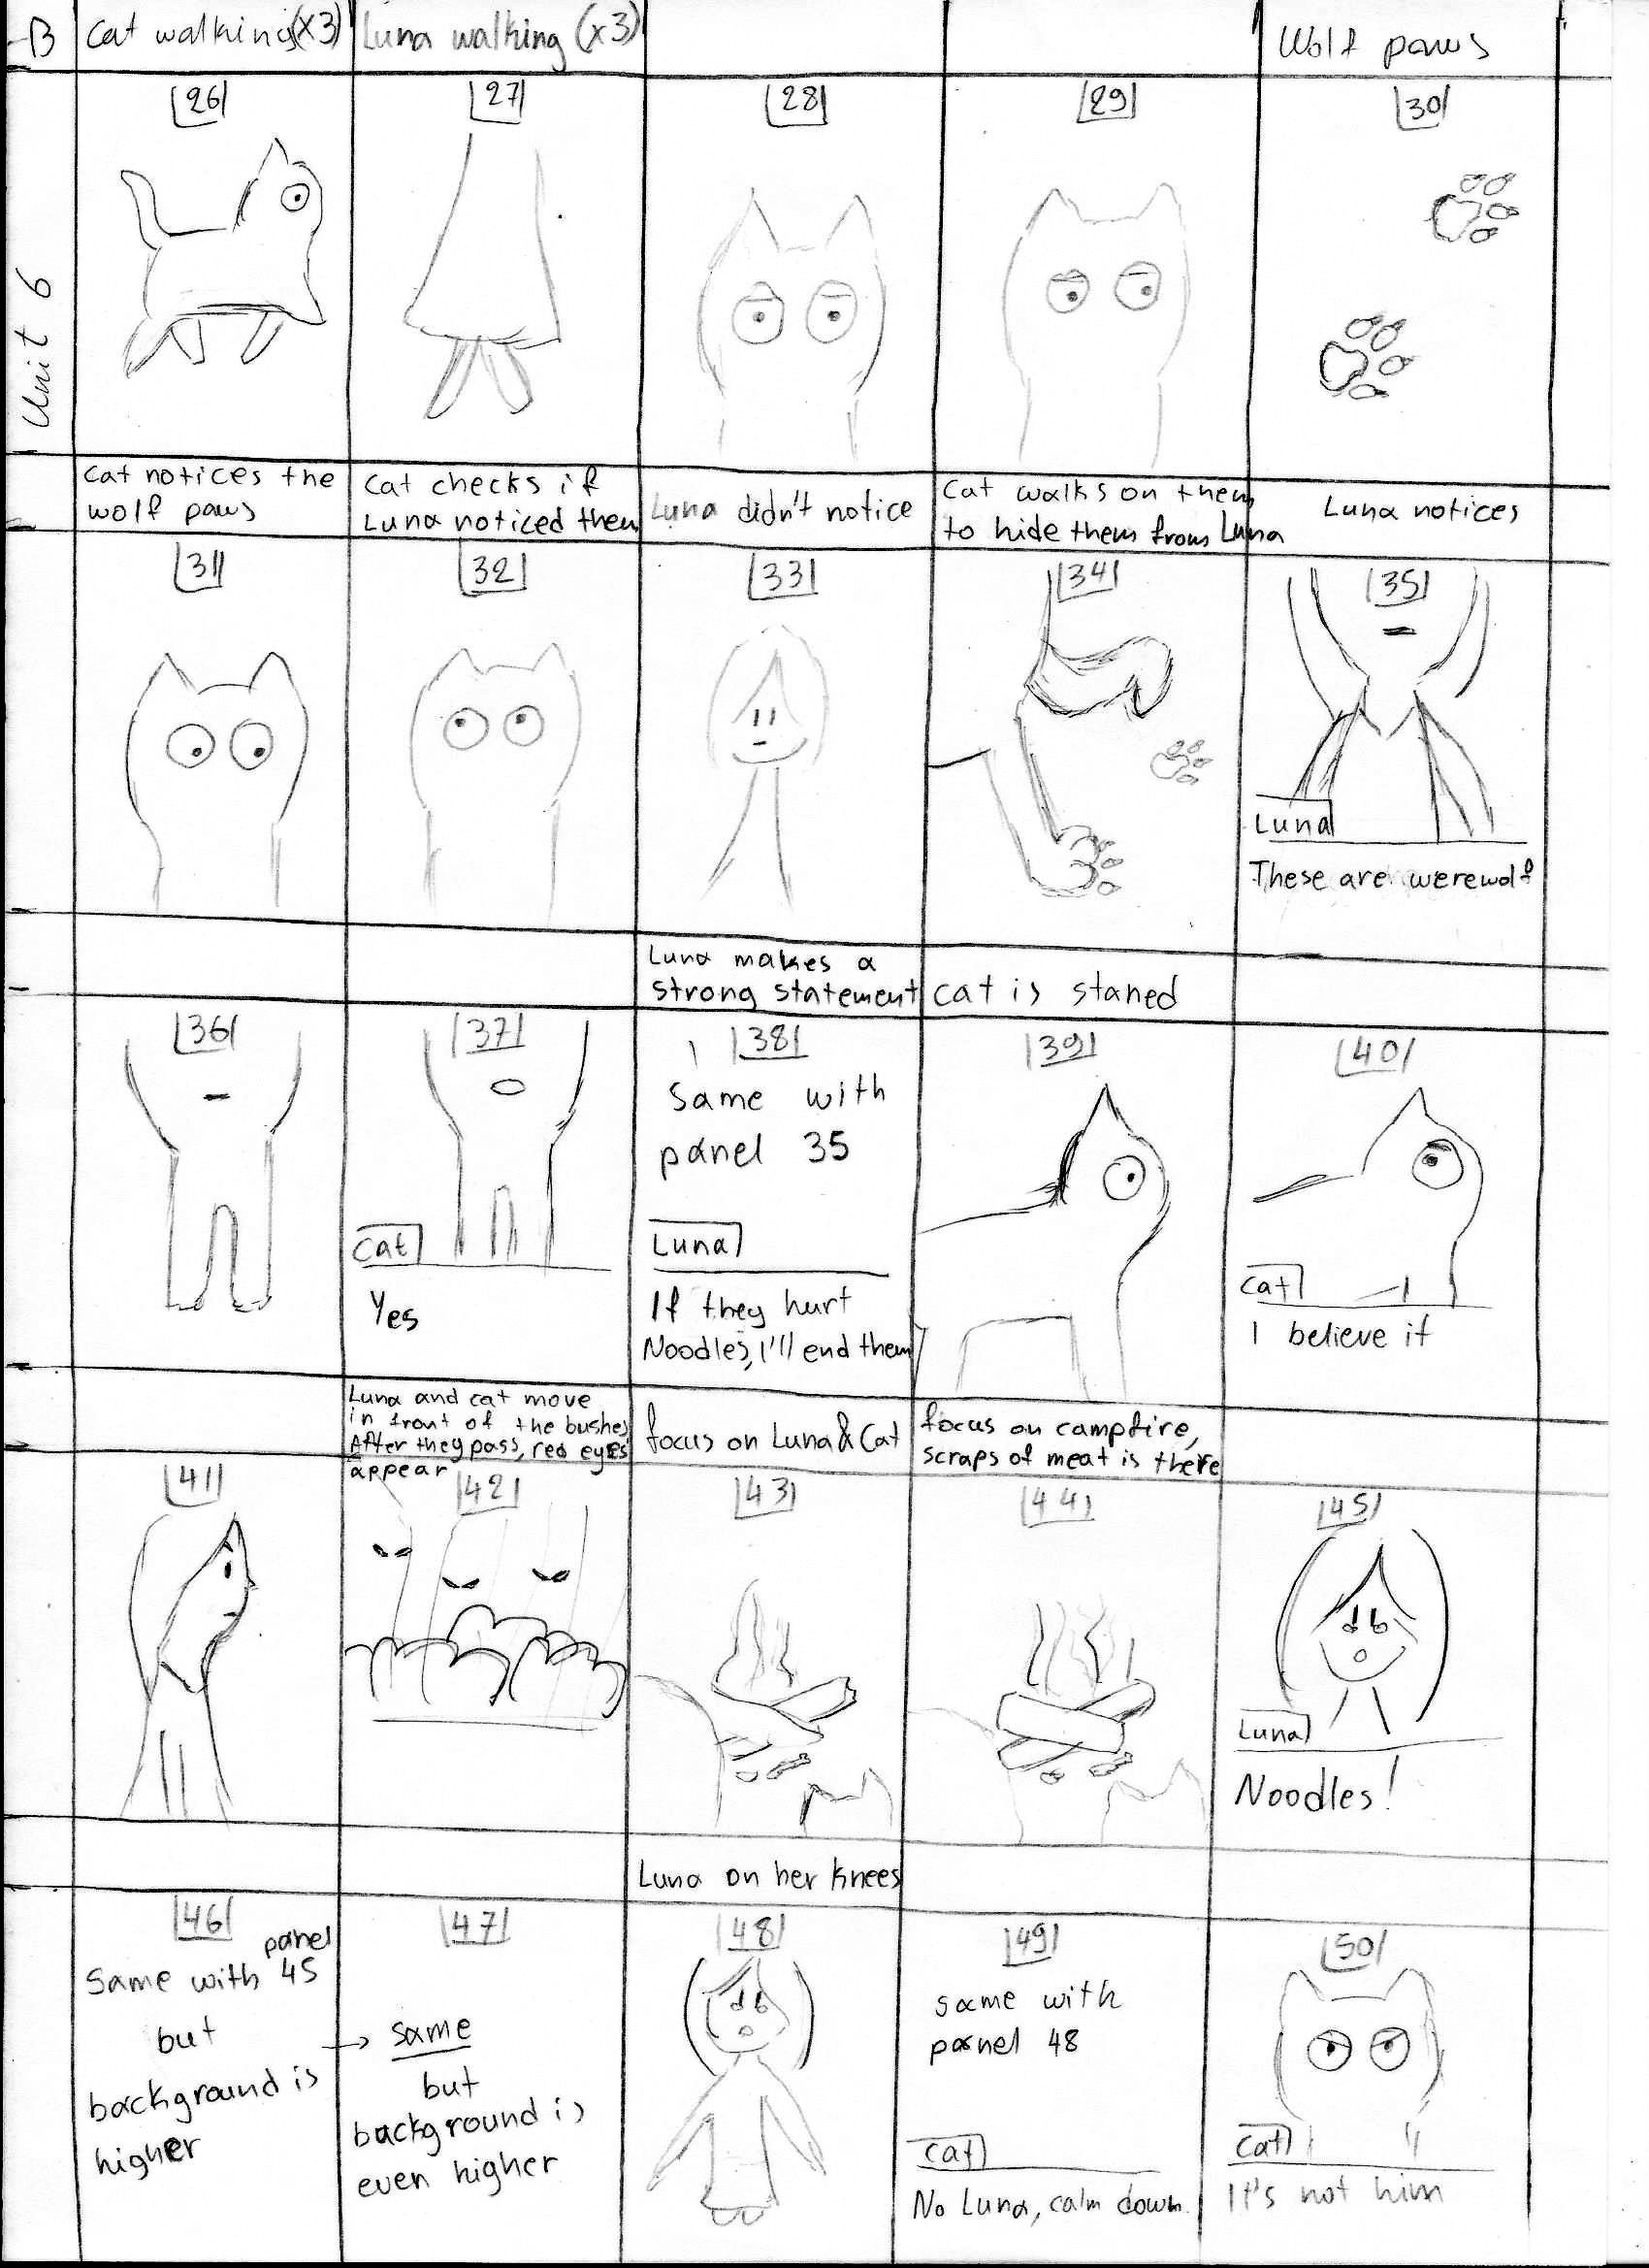 B
Cat walking (x3)
Luna walking (x3)
Wolf paws
Unit 6
26
27
28
29
30
Cat notices the
wolf paws
Cat checks if
Luna noticed them
Luna didn't notice
Cat walks on them
to hide them from Luna
Luna notices
31
32
33
34
35
Luna
These are werewolf
Luna makes a
strong statement
cat is staned
36
37
Cat
Yes
38
Same with
panel 35
Luna
If they hurt
Noodles, I'll end them
39
40
Cat
I believe it
Luna and cat move
in front of the bushes
After they pass, red eyes
appear
focus on Luna & Cat
focus on campfire,
scraps of meat is there
41
42
43
44
45
Luna
Noodles!
Luna on her knees
46
Same with panel 45
but
background is
higher
47
→ same
but
background is
even higher
48
49
same with
panel 48
Cat
No Luna, calm down
50
Cat
It's not him